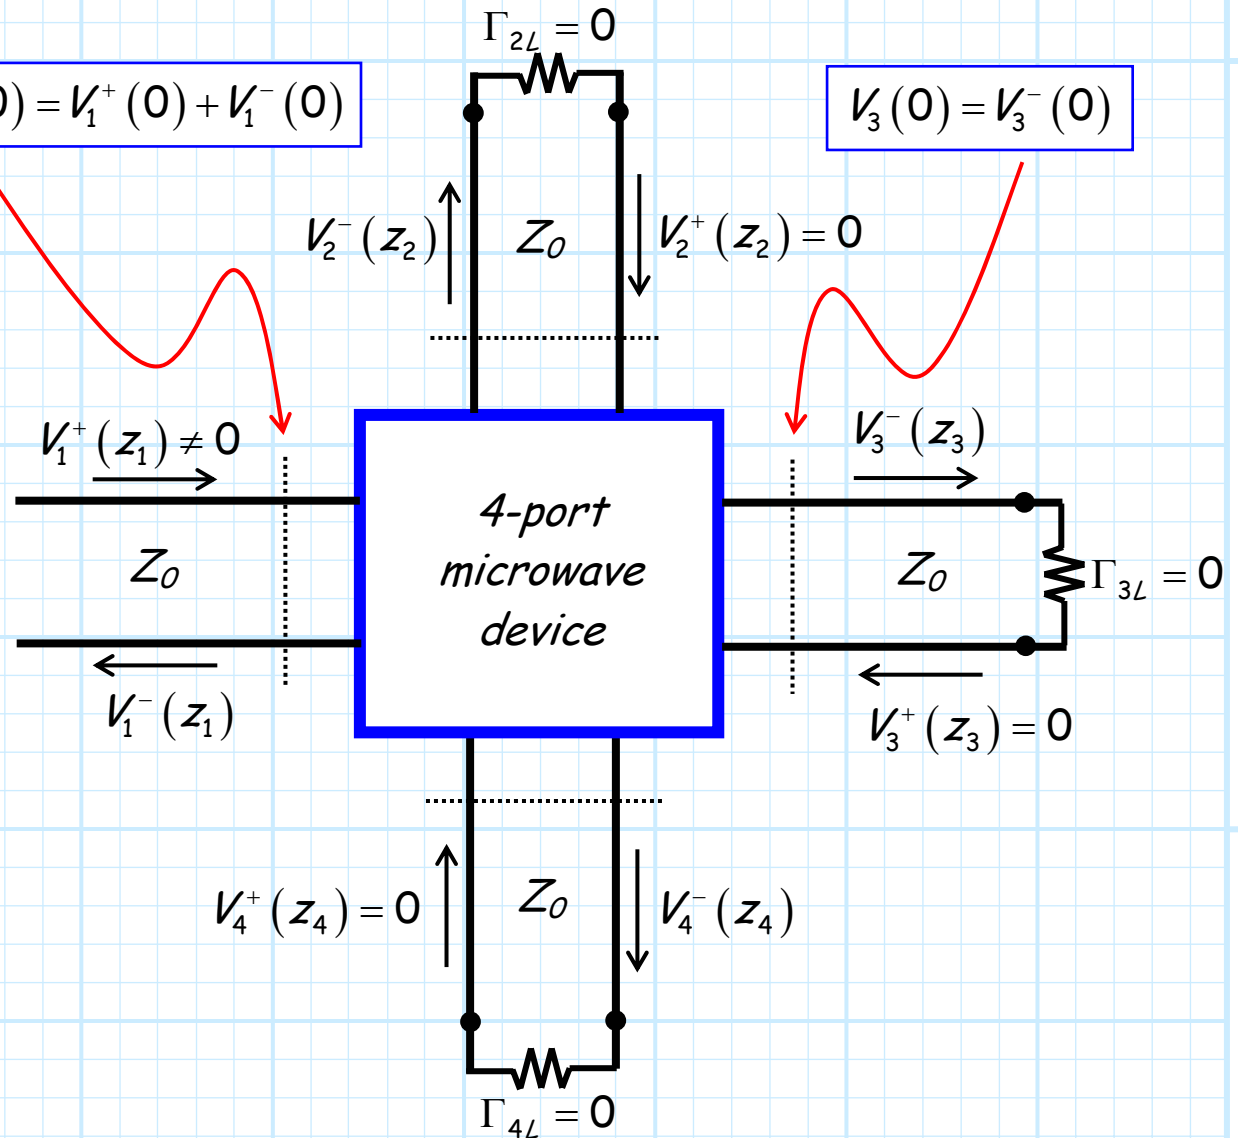 Γ₂L = 0
0) = V₁⁺(0) + V₁⁻(0)
V₃(0) = V₃⁻(0)
V₂⁻(z₂)
Z₀
V₂⁺(z₂) = 0
V₁⁺(z₁) ≠ 0
V₃⁻(z₃)
4-port
microwave
device
Z₀
Z₀
Γ₃L = 0
V₁⁻(z₁)
V₃⁺(z₃) = 0
V₄⁺(z₄) = 0
Z₀
V₄⁻(z₄)
Γ₄L = 0